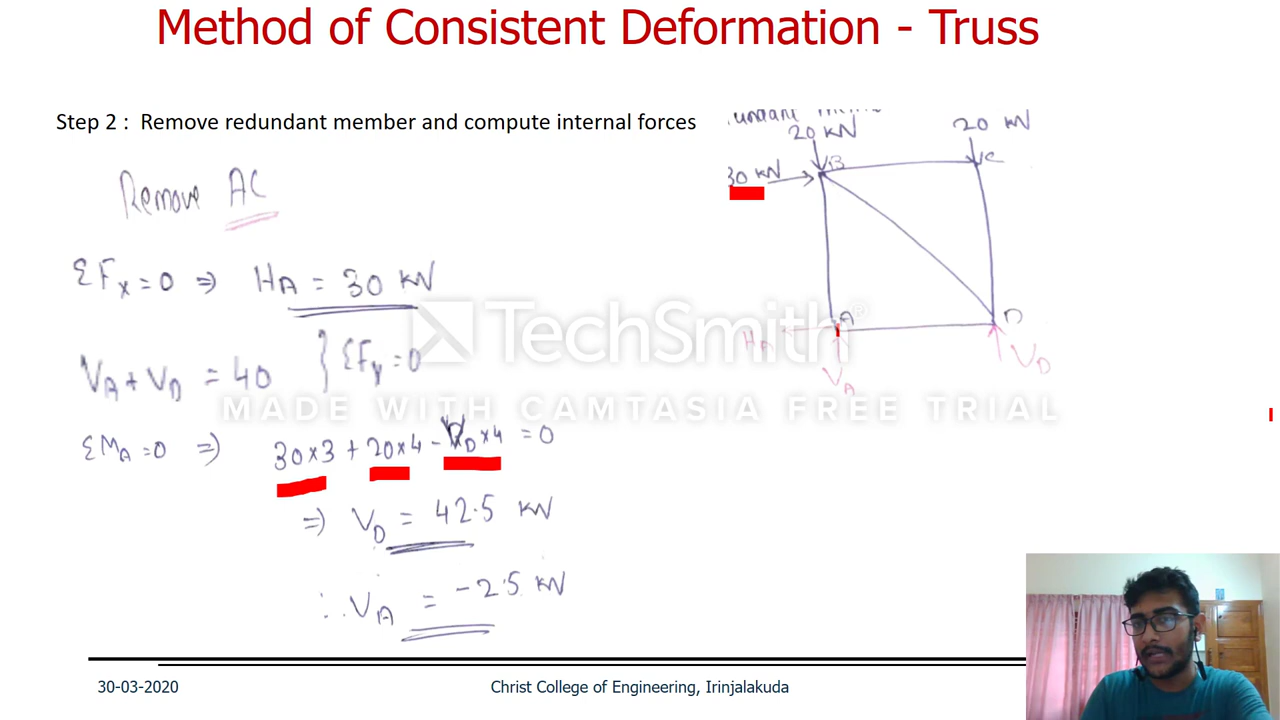 Method of Consistent Deformation - Truss
Step 2 : Remove redundant member and compute internal forces
Remove AC
ΣFx = 0 ⇒ HA = 30 kN
VA + VD = 40 } ΣFy = 0
ΣMA = 0 ⇒ 30×3 + 20×4 - VD×4 = 0
⇒ VD = 42.5 kN
∴ VA = -2.5 kN
20 kN
20 kN
30 kN
B
C
A
D
HA
VA
VD
TechSmith®
MADE WITH CAMTASIA FREE TRIAL
30-03-2020
Christ College of Engineering, Irinjalakuda